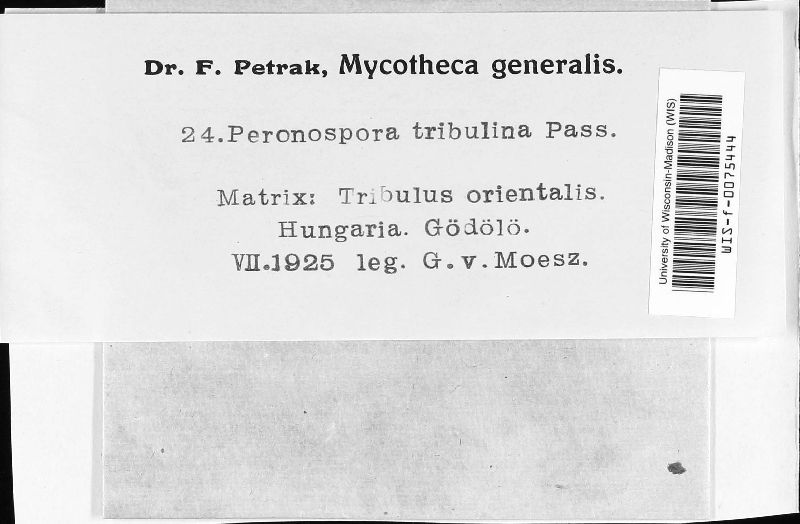 Dr. F. Petrak, Mycotheca generalis.
24.Peronospora tribulina Pass.
Matrix: Tribulus orientalis.
Hungaria. Gödölö.
VII.1925 leg. G.v.Moesz.
University of Wisconsin-Madison (WIS)
WIS-f-0075444